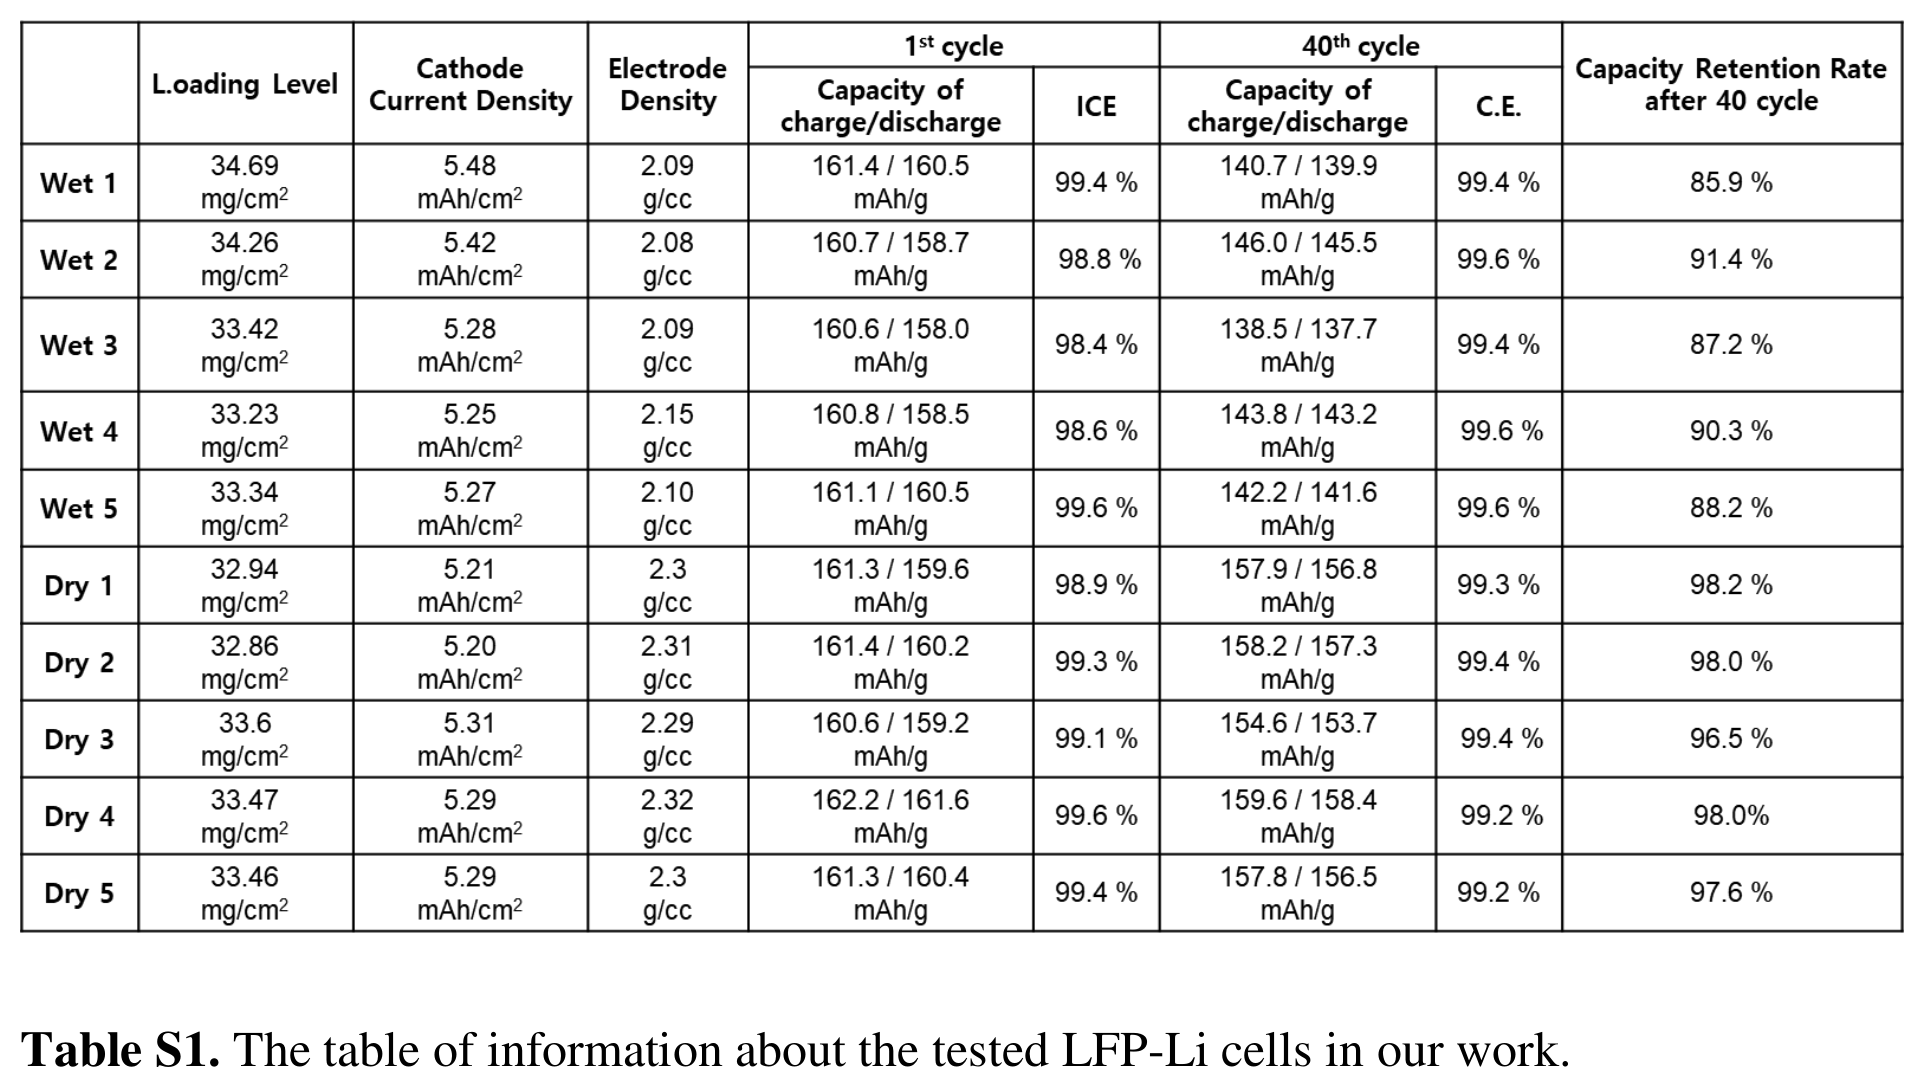 L.oading Level
Cathode
Current Density
Electrode
Density
1st cycle
40th cycle
Capacity Retention Rate
after 40 cycle
Capacity of
charge/discharge
ICE
Capacity of
charge/discharge
C.E.
Wet 1
34.69
mg/cm2
5.48
mAh/cm2
2.09
g/cc
161.4 / 160.5
mAh/g
99.4 %
140.7 / 139.9
mAh/g
99.4 %
85.9 %
Wet 2
34.26
mg/cm2
5.42
mAh/cm2
2.08
g/cc
160.7 / 158.7
mAh/g
98.8 %
146.0 / 145.5
mAh/g
99.6 %
91.4 %
Wet 3
33.42
mg/cm2
5.28
mAh/cm2
2.09
g/cc
160.6 / 158.0
mAh/g
98.4 %
138.5 / 137.7
mAh/g
99.4 %
87.2 %
Wet 4
33.23
mg/cm2
5.25
mAh/cm2
2.15
g/cc
160.8 / 158.5
mAh/g
98.6 %
143.8 / 143.2
mAh/g
99.6 %
90.3 %
Wet 5
33.34
mg/cm2
5.27
mAh/cm2
2.10
g/cc
161.1 / 160.5
mAh/g
99.6 %
142.2 / 141.6
mAh/g
99.6 %
88.2 %
Dry 1
32.94
mg/cm2
5.21
mAh/cm2
2.3
g/cc
161.3 / 159.6
mAh/g
98.9 %
157.9 / 156.8
mAh/g
99.3 %
98.2 %
Dry 2
32.86
mg/cm2
5.20
mAh/cm2
2.31
g/cc
161.4 / 160.2
mAh/g
99.3 %
158.2 / 157.3
mAh/g
99.4 %
98.0 %
Dry 3
33.6
mg/cm2
5.31
mAh/cm2
2.29
g/cc
160.6 / 159.2
mAh/g
99.1 %
154.6 / 153.7
mAh/g
99.4 %
96.5 %
Dry 4
33.47
mg/cm2
5.29
mAh/cm2
2.32
g/cc
162.2 / 161.6
mAh/g
99.6 %
159.6 / 158.4
mAh/g
99.2 %
98.0%
Dry 5
33.46
mg/cm2
5.29
mAh/cm2
2.3
g/cc
161.3 / 160.4
mAh/g
99.4 %
157.8 / 156.5
mAh/g
99.2 %
97.6 %
Table S1. The table of information about the tested LFP-Li cells in our work.